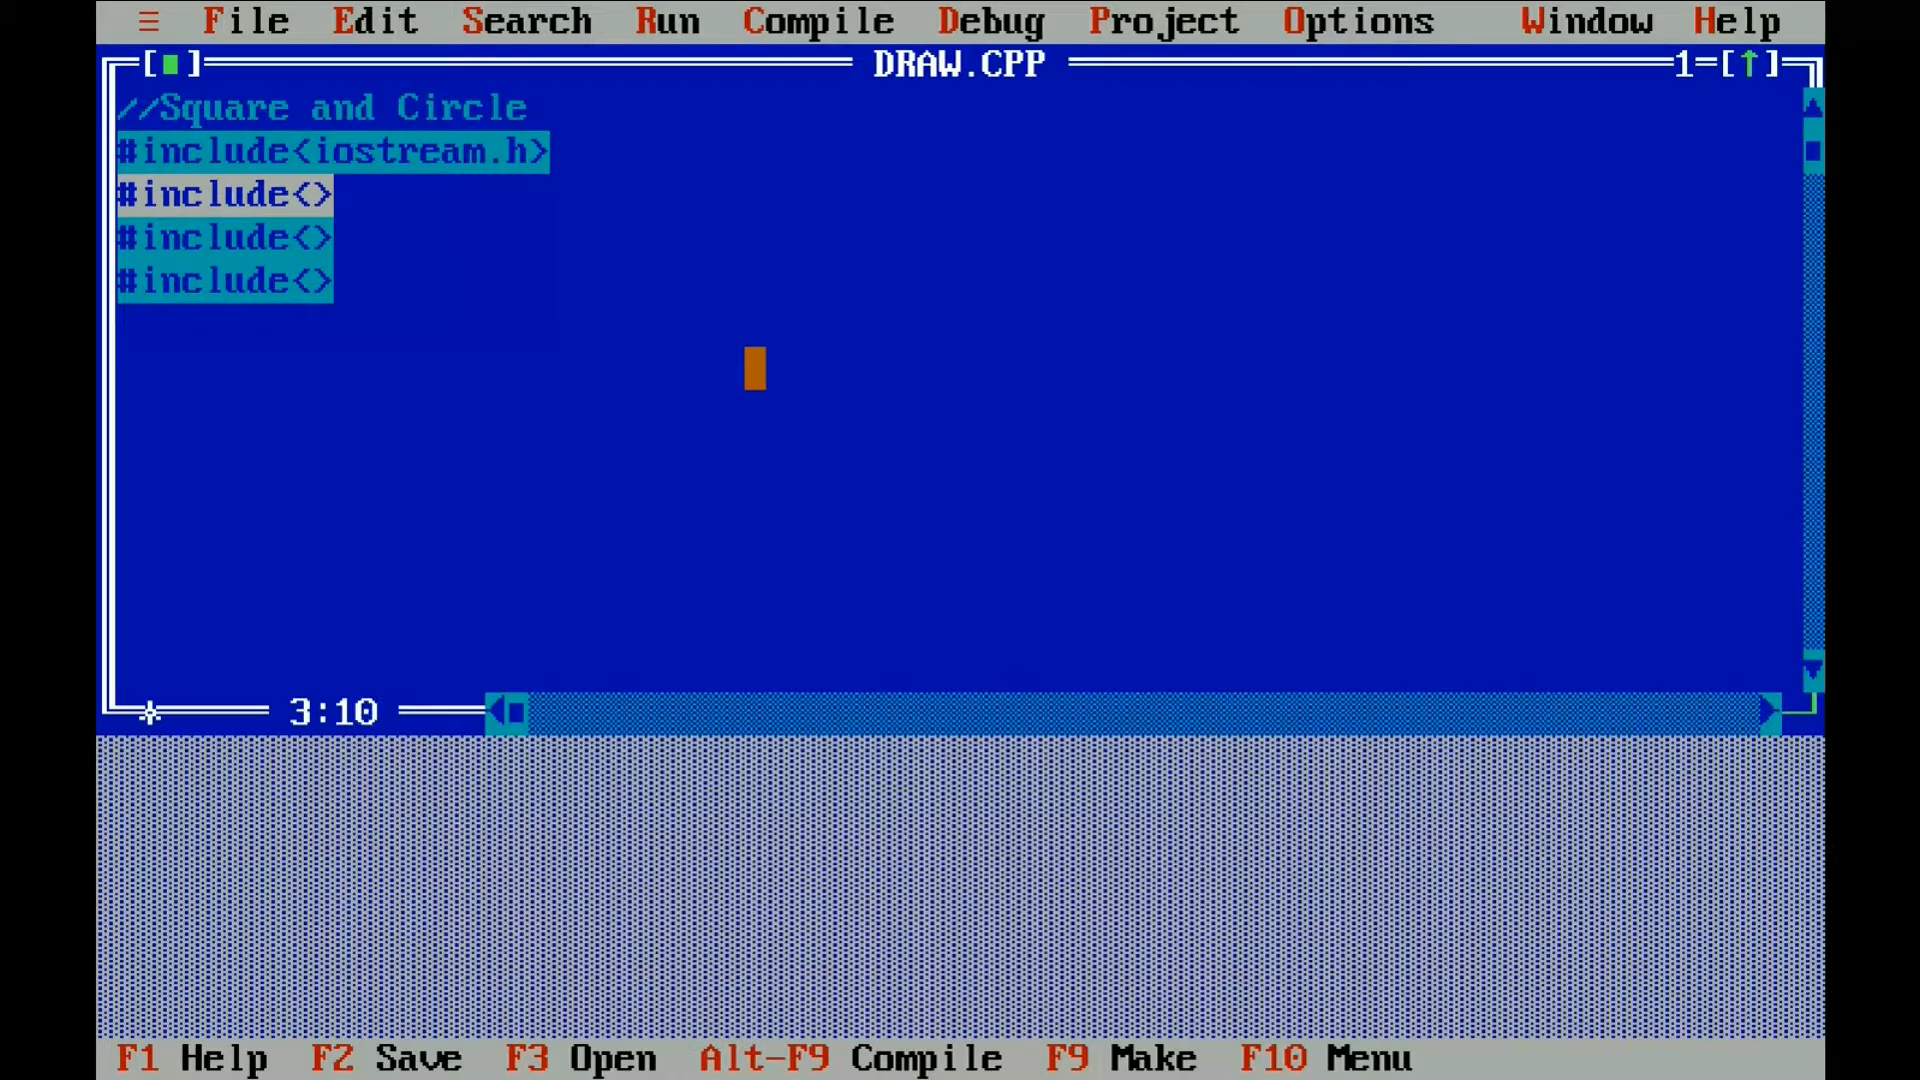 ≡ File Edit Search Run Compile Debug Project Options Window Help
[■] DRAW.CPP 1=[↑]
//Square and Circle
#include<iostream.h>
#include<>
#include<>
#include<>
* 3:10
F1 Help F2 Save F3 Open Alt-F9 Compile F9 Make F10 Menu